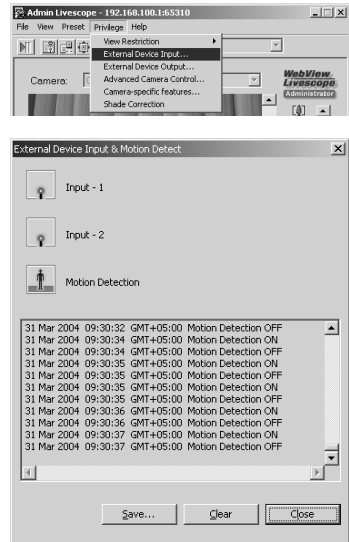 Admin Livescope - 192.168.100.1:65310
File View Preset Privilege Help
View Restriction
External Device Input...
External Device Output...
Advanced Camera Control...
Camera-specific features...
Shade Correction
Camera:
WebView
Livescope
Administrator
External Device Input & Motion Detect
Input - 1
Input - 2
Motion Detection
31 Mar 2004 09:30:32 GMT+05:00 Motion Detection OFF
31 Mar 2004 09:30:34 GMT+05:00 Motion Detection ON
31 Mar 2004 09:30:34 GMT+05:00 Motion Detection OFF
31 Mar 2004 09:30:35 GMT+05:00 Motion Detection ON
31 Mar 2004 09:30:35 GMT+05:00 Motion Detection OFF
31 Mar 2004 09:30:35 GMT+05:00 Motion Detection ON
31 Mar 2004 09:30:35 GMT+05:00 Motion Detection OFF
31 Mar 2004 09:30:36 GMT+05:00 Motion Detection ON
31 Mar 2004 09:30:36 GMT+05:00 Motion Detection OFF
31 Mar 2004 09:30:37 GMT+05:00 Motion Detection ON
31 Mar 2004 09:30:37 GMT+05:00 Motion Detection OFF
Save... Clear Close